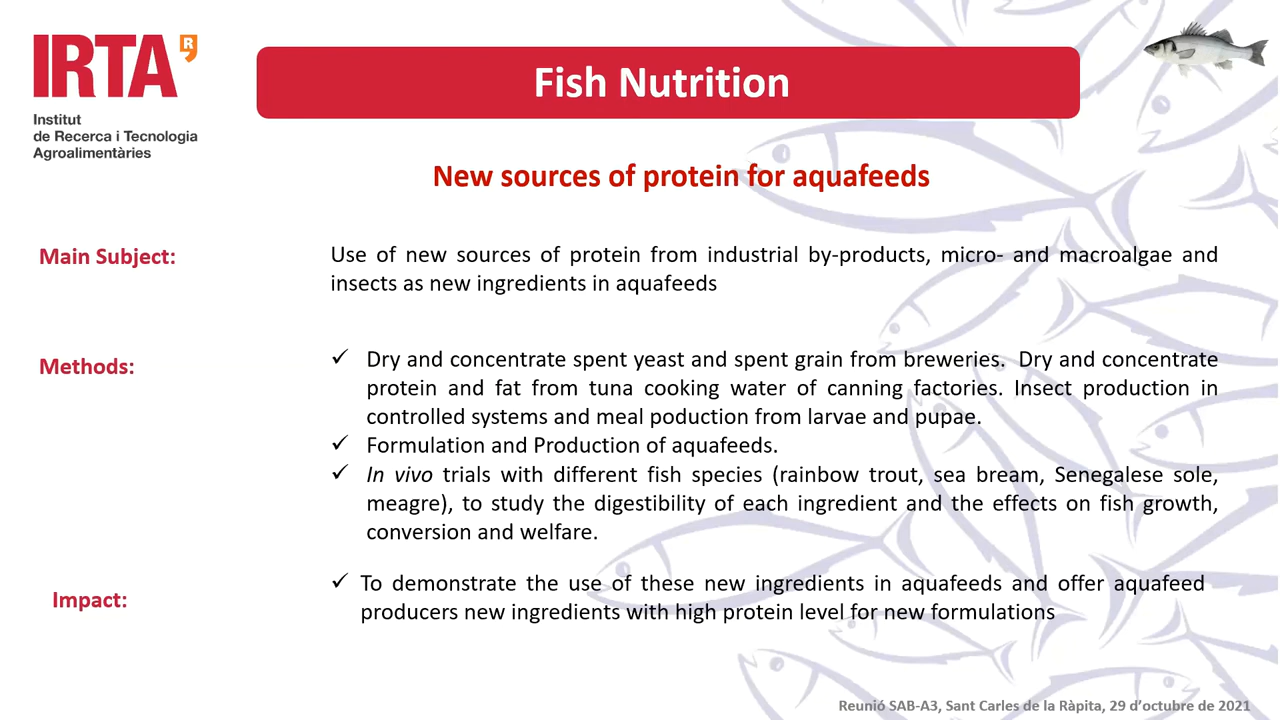 IRTA R
Institut
de Recerca i Tecnologia
Agroalimentàries
Fish Nutrition
New sources of protein for aquafeeds
Main Subject:
Use of new sources of protein from industrial by-products, micro- and macroalgae and
insects as new ingredients in aquafeeds
Methods:
✓ Dry and concentrate spent yeast and spent grain from breweries. Dry and concentrate
protein and fat from tuna cooking water of canning factories. Insect production in
controlled systems and meal poduction from larvae and pupae.
✓ Formulation and Production of aquafeeds.
✓ In vivo trials with different fish species (rainbow trout, sea bream, Senegalese sole,
meagre), to study the digestibility of each ingredient and the effects on fish growth,
conversion and welfare.
Impact:
✓ To demonstrate the use of these new ingredients in aquafeeds and offer aquafeed
producers new ingredients with high protein level for new formulations
Reunió SAB-A3, Sant Carles de la Ràpita, 29 d'octubre de 2021